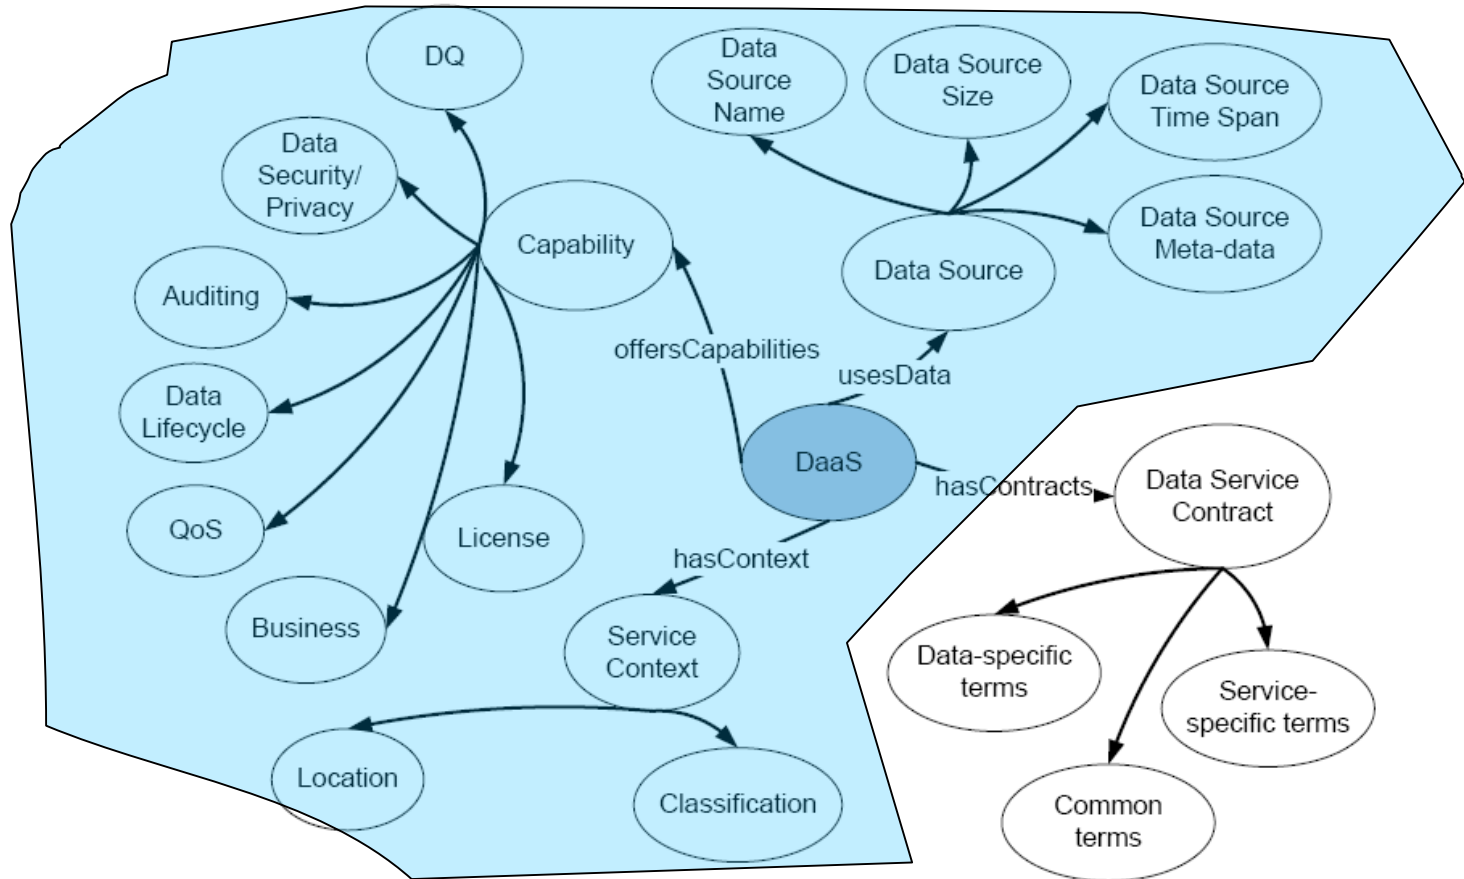 DQ
Data
Source
Name
Data Source
Size
Data Source
Time Span
Data
Security/
Privacy
Capability
Data Source
Meta-data
Data Source
Auditing
offersCapabilities
usesData
Data
Lifecycle
DaaS
hasContracts
Data Service
Contract
QoS
License
hasContext
Business
Service
Context
Data-specific
terms
Service-
specific terms
Location
Classification
Common
terms